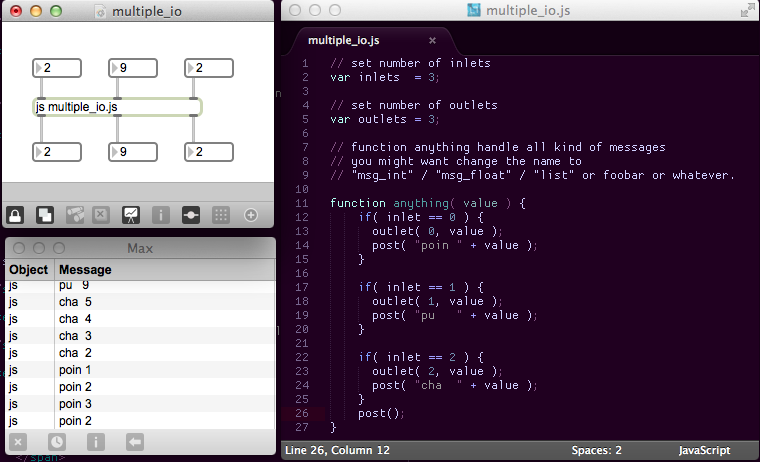 multiple_io
2 9 2
js multiple_io.js
2 9 2
Max
Object Message
js pu 9
js cha 5
js cha 4
js cha 3
js cha 2
js poin 1
js poin 2
js poin 3
js poin 2
</span>
multiple_io.js
multiple_io.js ×
1 // set number of inlets
2 var inlets = 3;
3
4 // set number of outlets
5 var outlets = 3;
6
7 // function anything handle all kind of messages
8 // you might want change the name to
9 // "msg_int" / "msg_float" / "list" or foobar or whatever.
10
11 function anything( value ) {
12 if( inlet == 0 ) {
13 outlet( 0, value );
14 post( "poin " + value );
15 }
16
17 if( inlet == 1 ) {
18 outlet( 1, value );
19 post( "pu   " + value );
20 }
21
22 if( inlet == 2 ) {
23 outlet( 2, value );
24 post( "cha  " + value );
25 }
26 post();
27 }
Line 26, Column 12 Spaces: 2 JavaScript